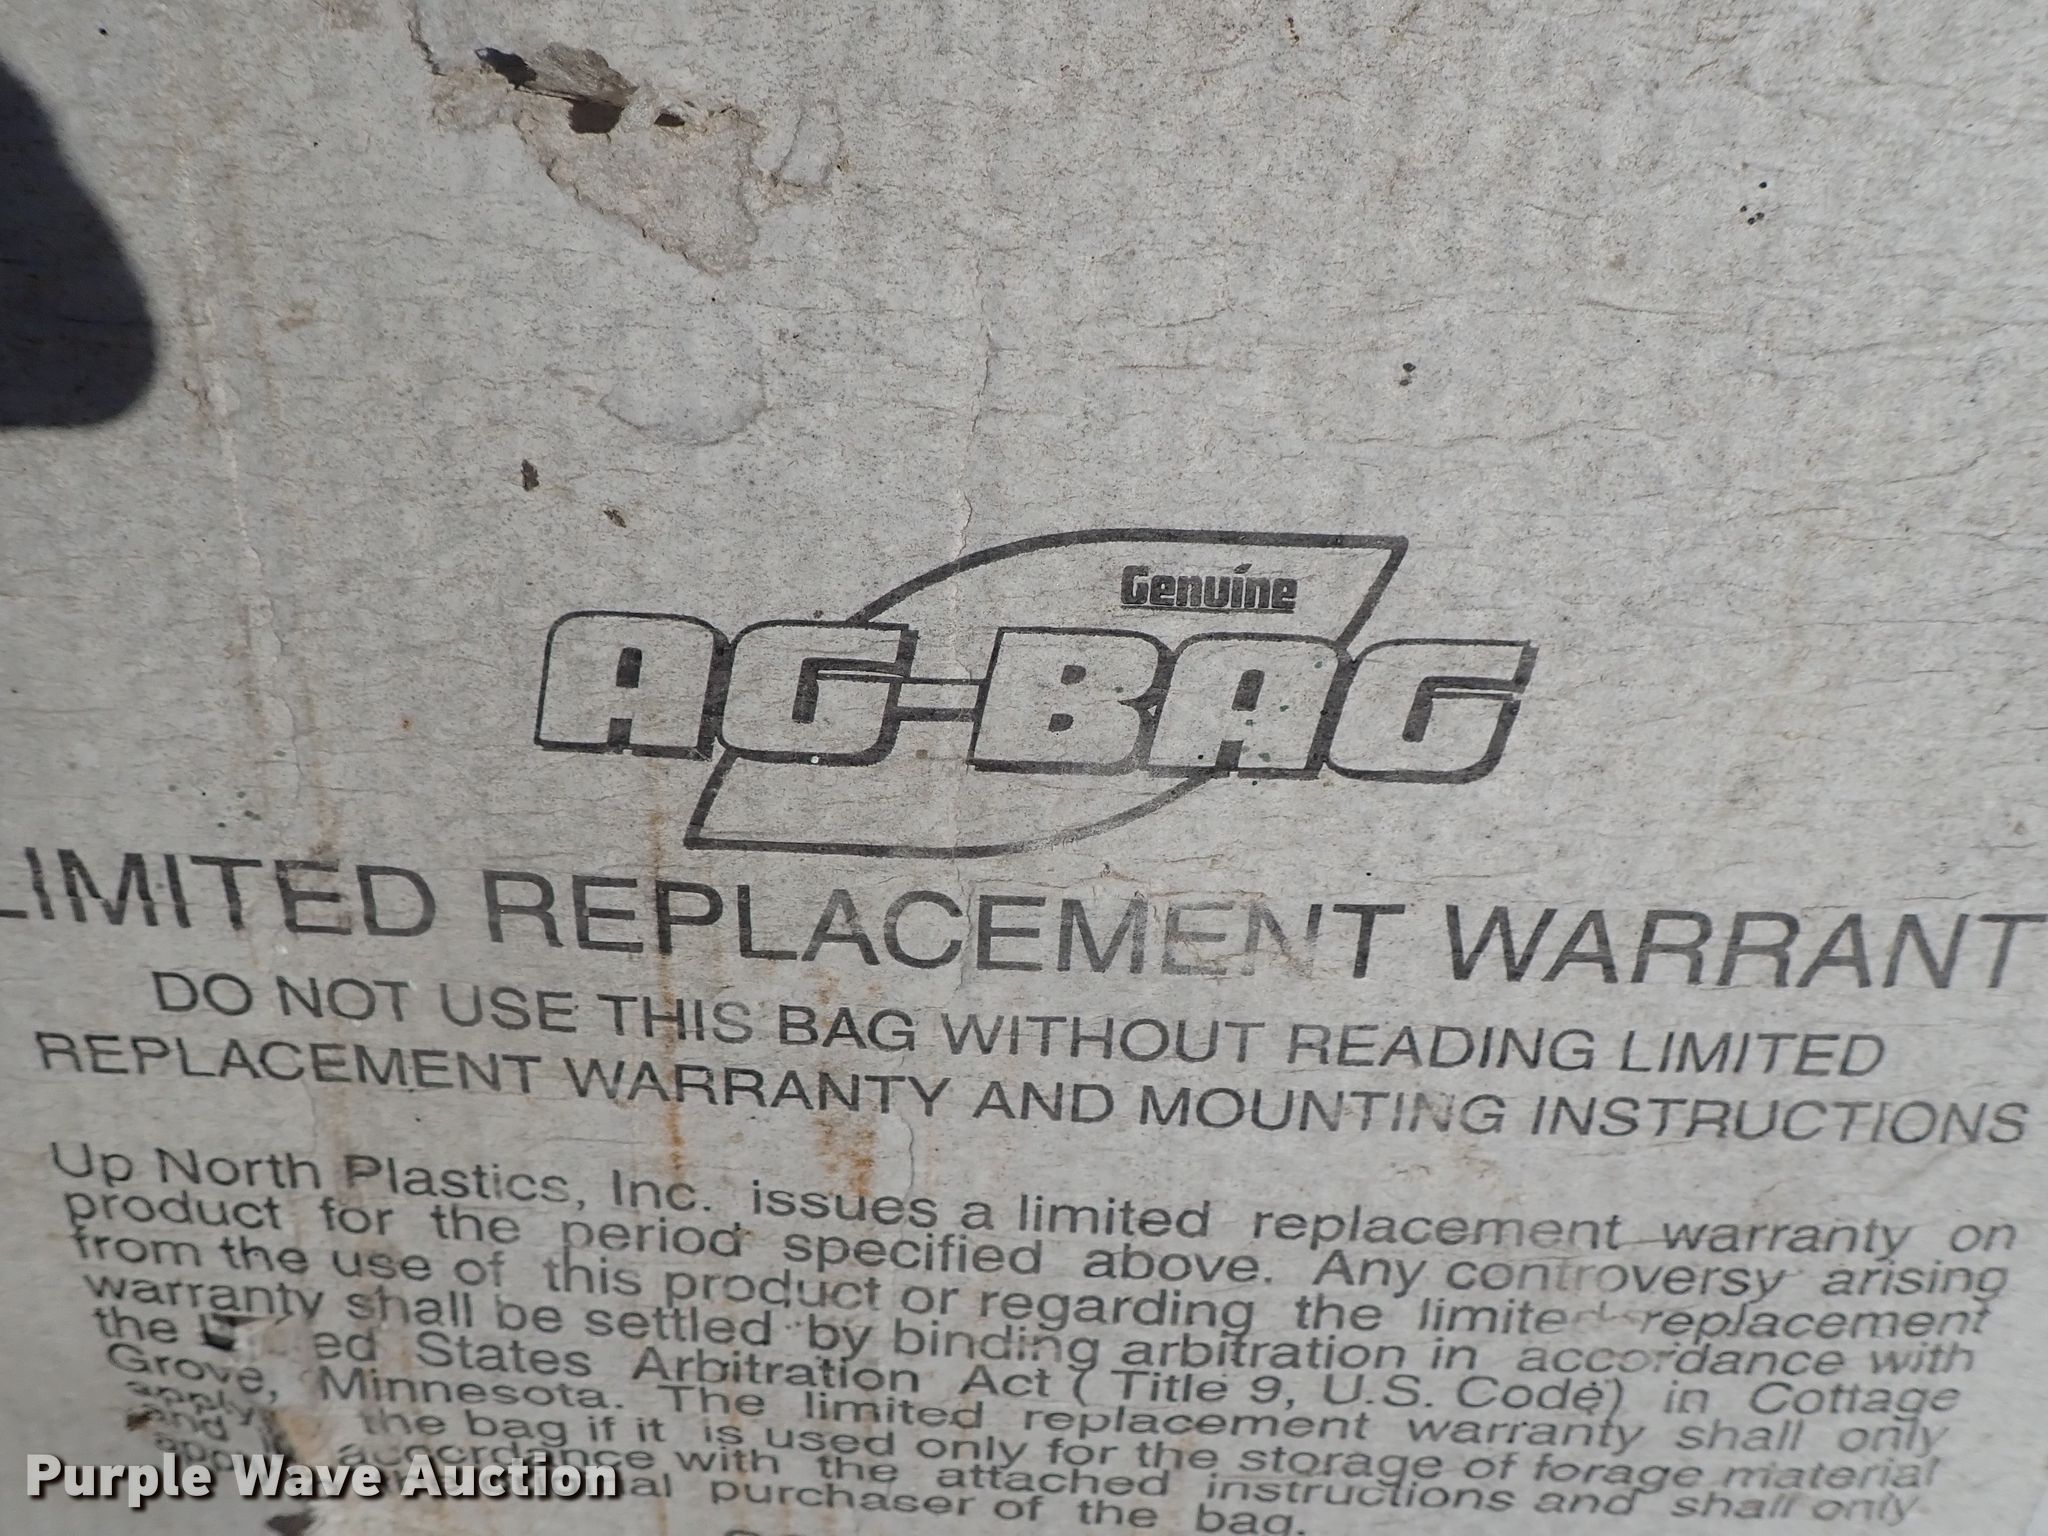 Genuine
AG-BAG
LIMITED REPLACEMENT WARRANT
DO NOT USE THIS BAG WITHOUT READING LIMITED
REPLACEMENT WARRANTY AND MOUNTING INSTRUCTIONS
Up North Plastics, Inc. issues a limited replacement warranty on
product for the period specified above. Any controversy arising
from the use of this product or regarding the limited replacement
warranty shall be settled by binding arbitration in accordance with
the United States Arbitration Act (Title 9, U.S. Code) in Cottage
Grove, Minnesota. The limited replacement warranty shall only
apply the bag if it is used only for the storage of forage material
and accordance with the attached instructions and shall only
purchaser of the bag.
Purple Wave Auction